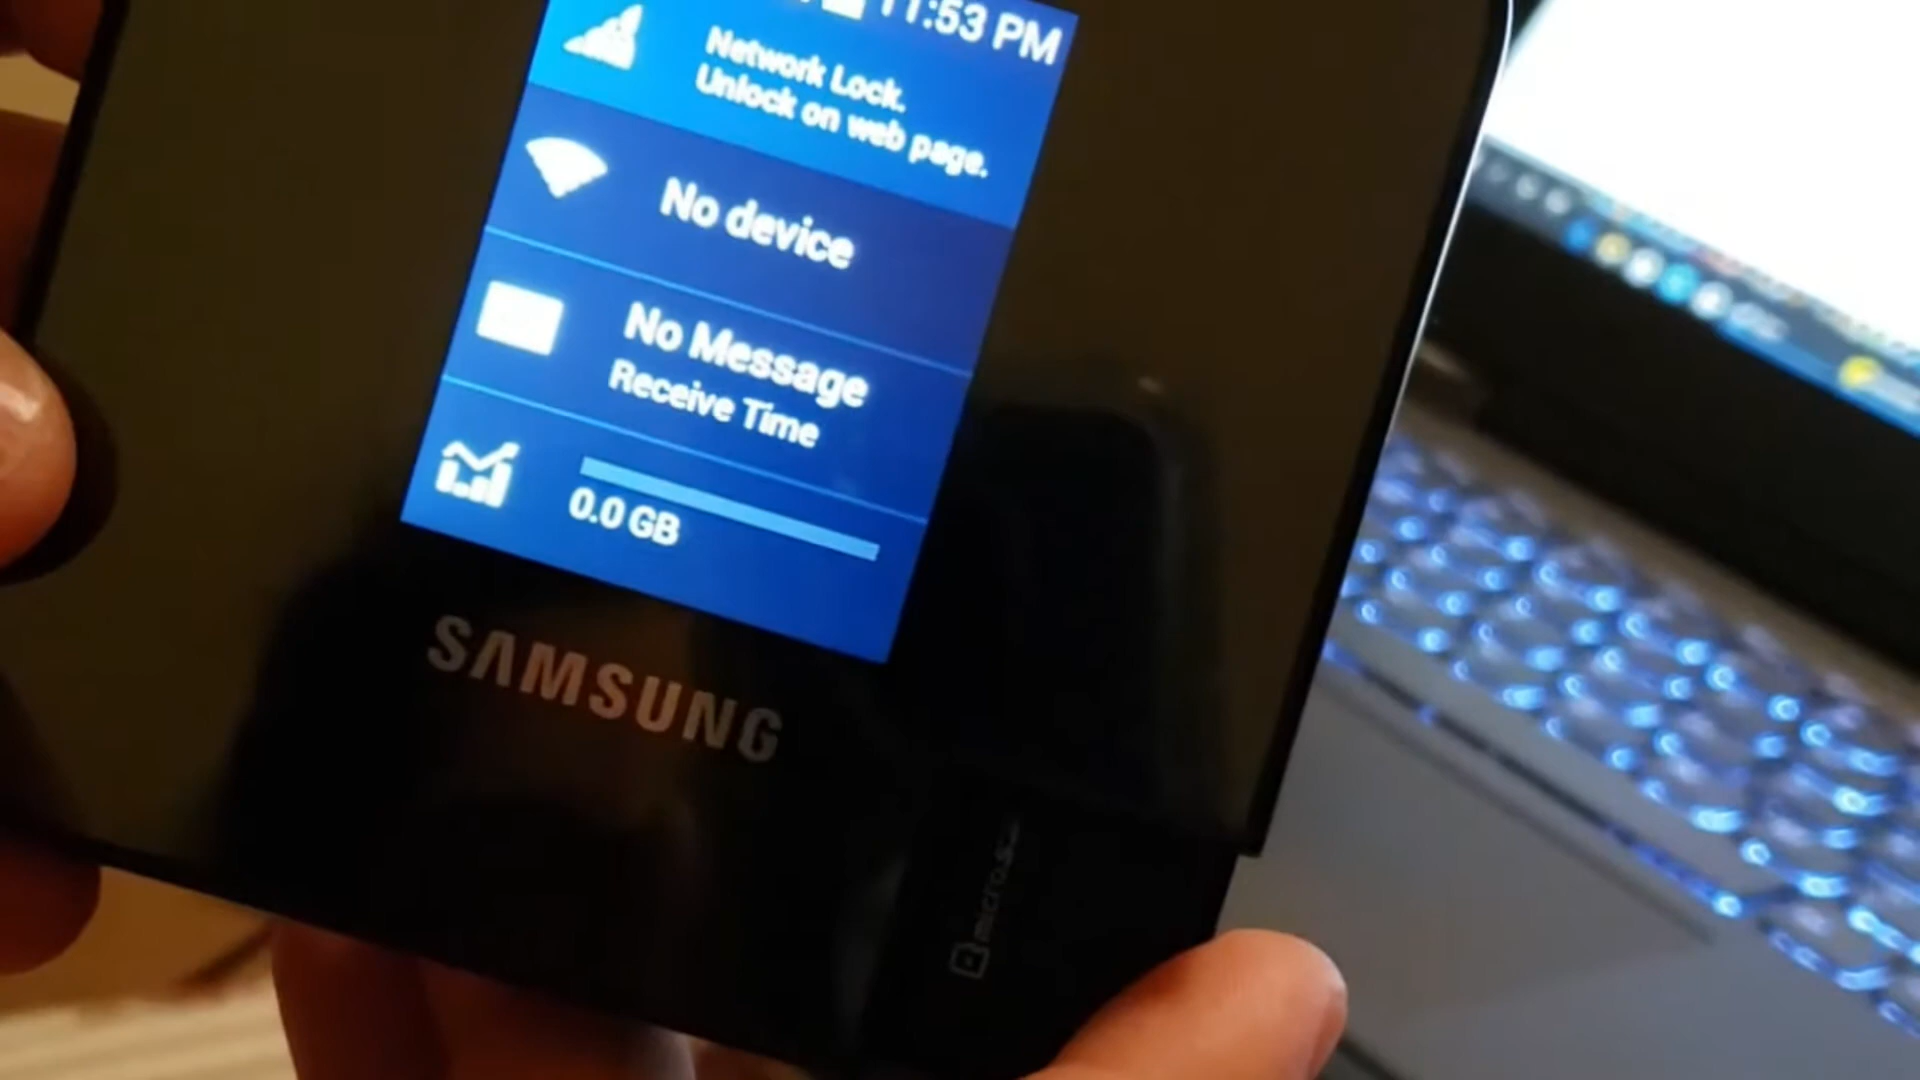 11:53 PM
Network Lock.
Unlock on web page.
No device
No Message
Receive Time
0.0 GB
SAMSUNG